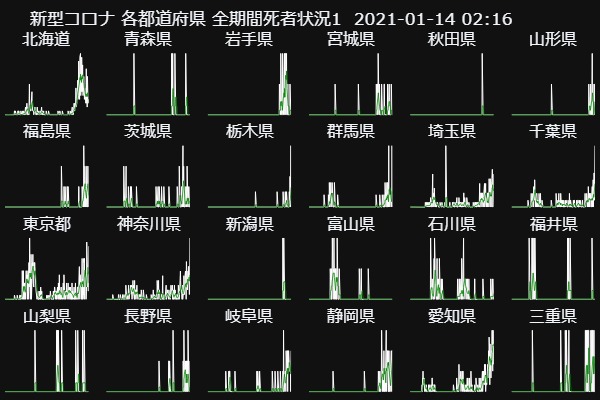 新型コロナ 各都道府県 全期間死者状況1 2021-01-14 02:16
北海道 青森県 岩手県 宮城県 秋田県 山形県
福島県 茨城県 栃木県 群馬県 埼玉県 千葉県
東京都 神奈川県 新潟県 富山県 石川県 福井県
山梨県 長野県 岐阜県 静岡県 愛知県 三重県